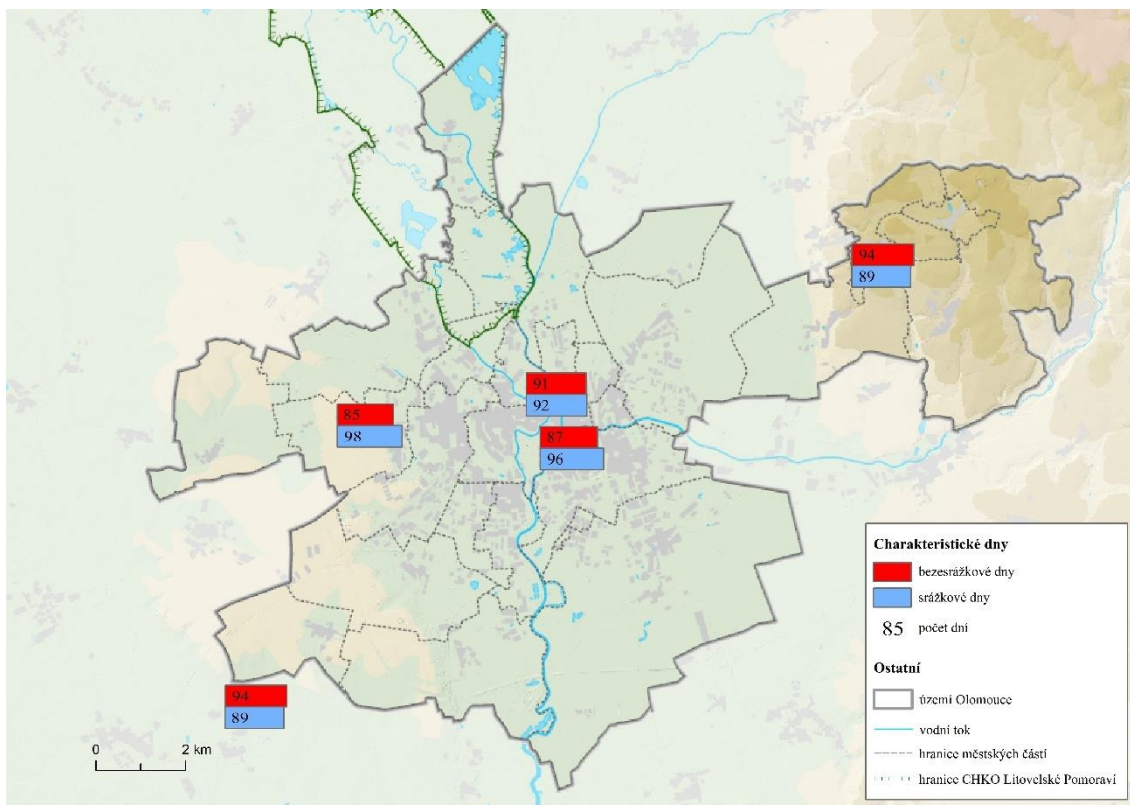 94
89
91
92
85
98
87
96
94
89
0 2 km
Charakteristické dny
bezesrážkové dny
srážkové dny
85 počet dní
Ostatní
území Olomouce
vodní tok
hranice městských částí
hranice CHKO Litovelské Pomoraví